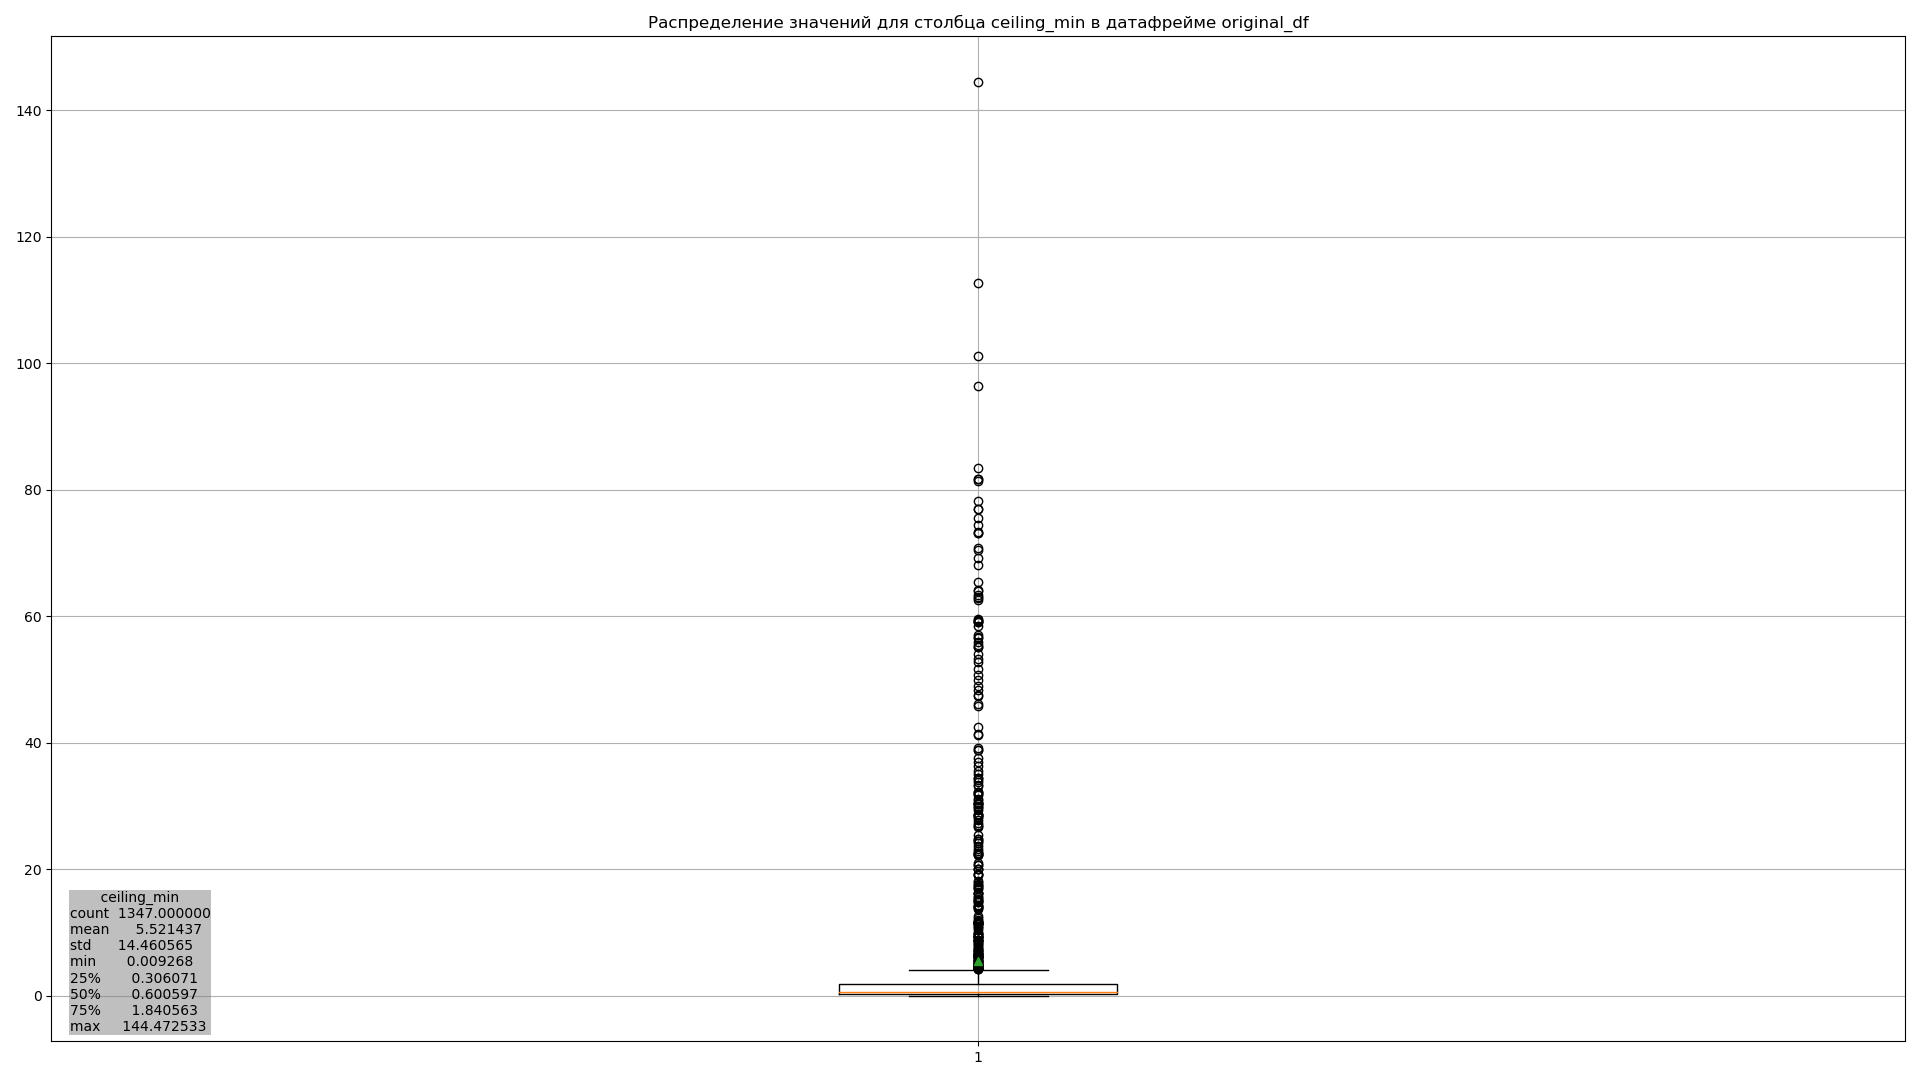 Распределение значений для столбца ceiling_min в датафрейме original_df
140
120
100
80
60
40
20
0
ceiling_min
count 1347.000000
mean 5.521437
std 14.460565
min 0.009268
25% 0.306071
50% 0.600597
75% 1.840563
max 144.472533
1